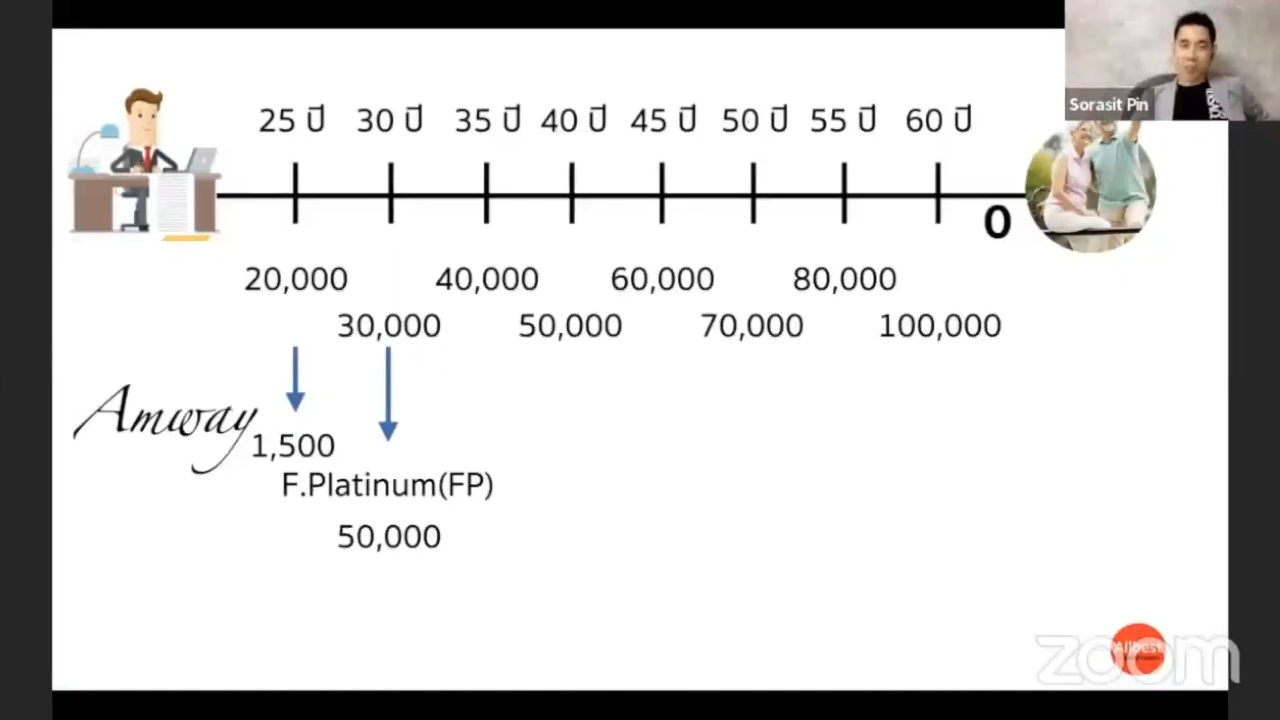 Sorasit Pin
25 ปี 30 ปี 35 ปี 40 ปี 45 ปี 50 ปี 55 ปี 60 ปี
0
20,000 40,000 60,000 80,000
30,000 50,000 70,000 100,000
Amway
1,500
F.Platinum(FP)
50,000
Allbest
zoom